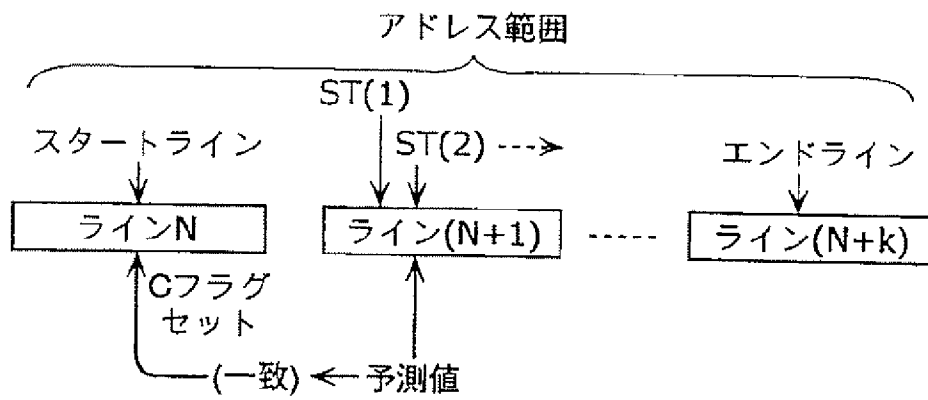 アドレス範囲
ST(1)
スタートライン
ST(2)
エンドライン
ラインN
ライン(N+1)
ライン(N+k)
Cフラグ
セット
(一致)
予測値